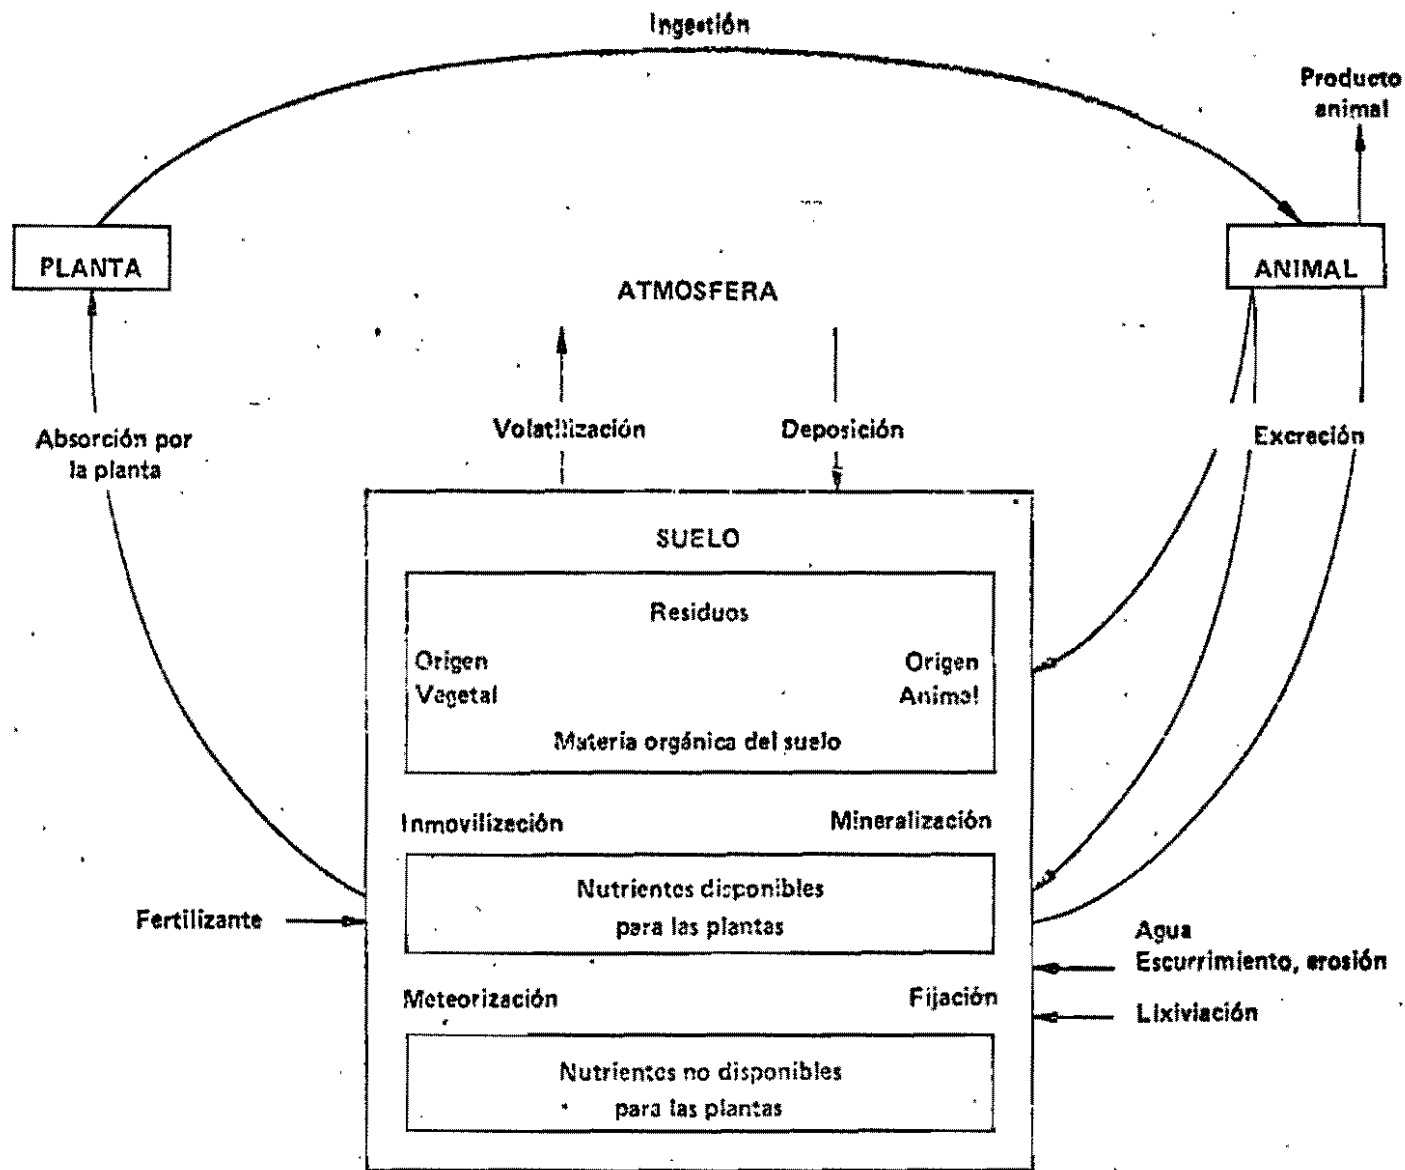 Ingestión
Producto
animal
PLANTA
ANIMAL
ATMOSFERA
Volatilización
Deposición
Absorción por
la planta
Excreción
SUELO
Residuos
Origen
Vegetal
Origen
Animal
Materia orgánica del suelo
Inmovilización
Mineralización
Nutrientes disponibles
para las plantas
Fertilizante
Agua
Escurrimiento, erosión
Meteorización
Fijación
Lixiviación
Nutrientes no disponibles
para las plantas